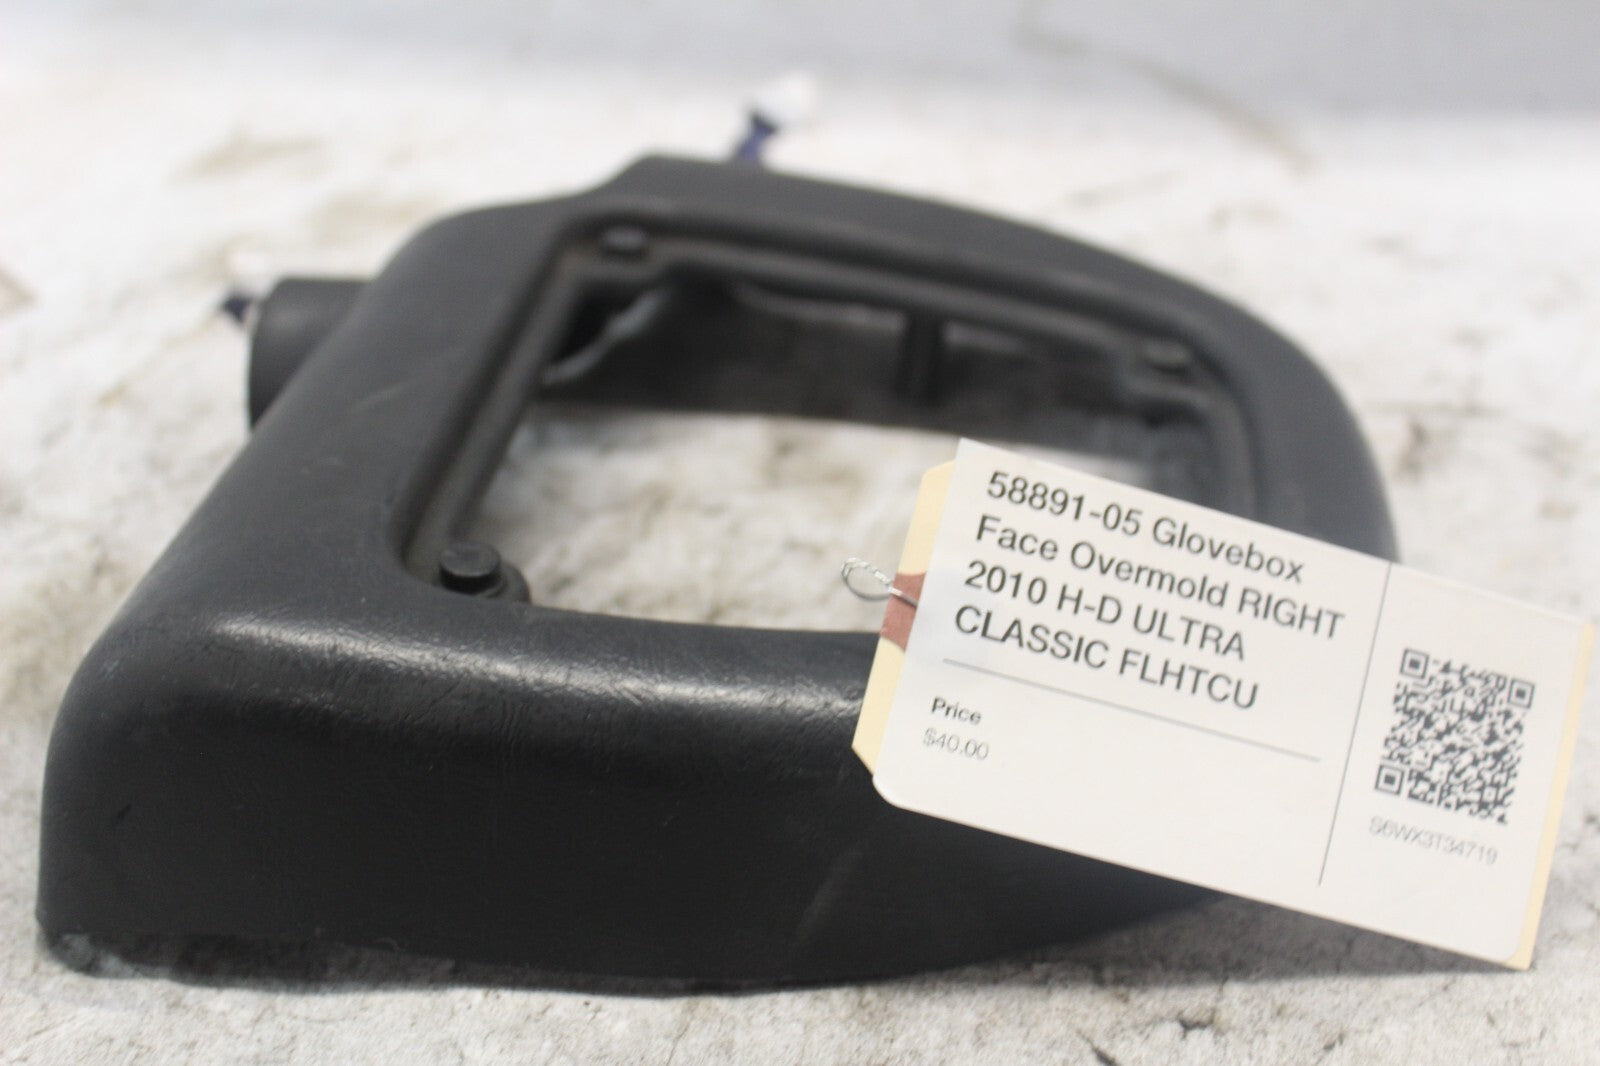 58891-05 Glovebox
Face Overmold RIGHT
2010 H-D ULTRA
CLASSIC FLHTCU
Price
$40.00
S6WX3T34719